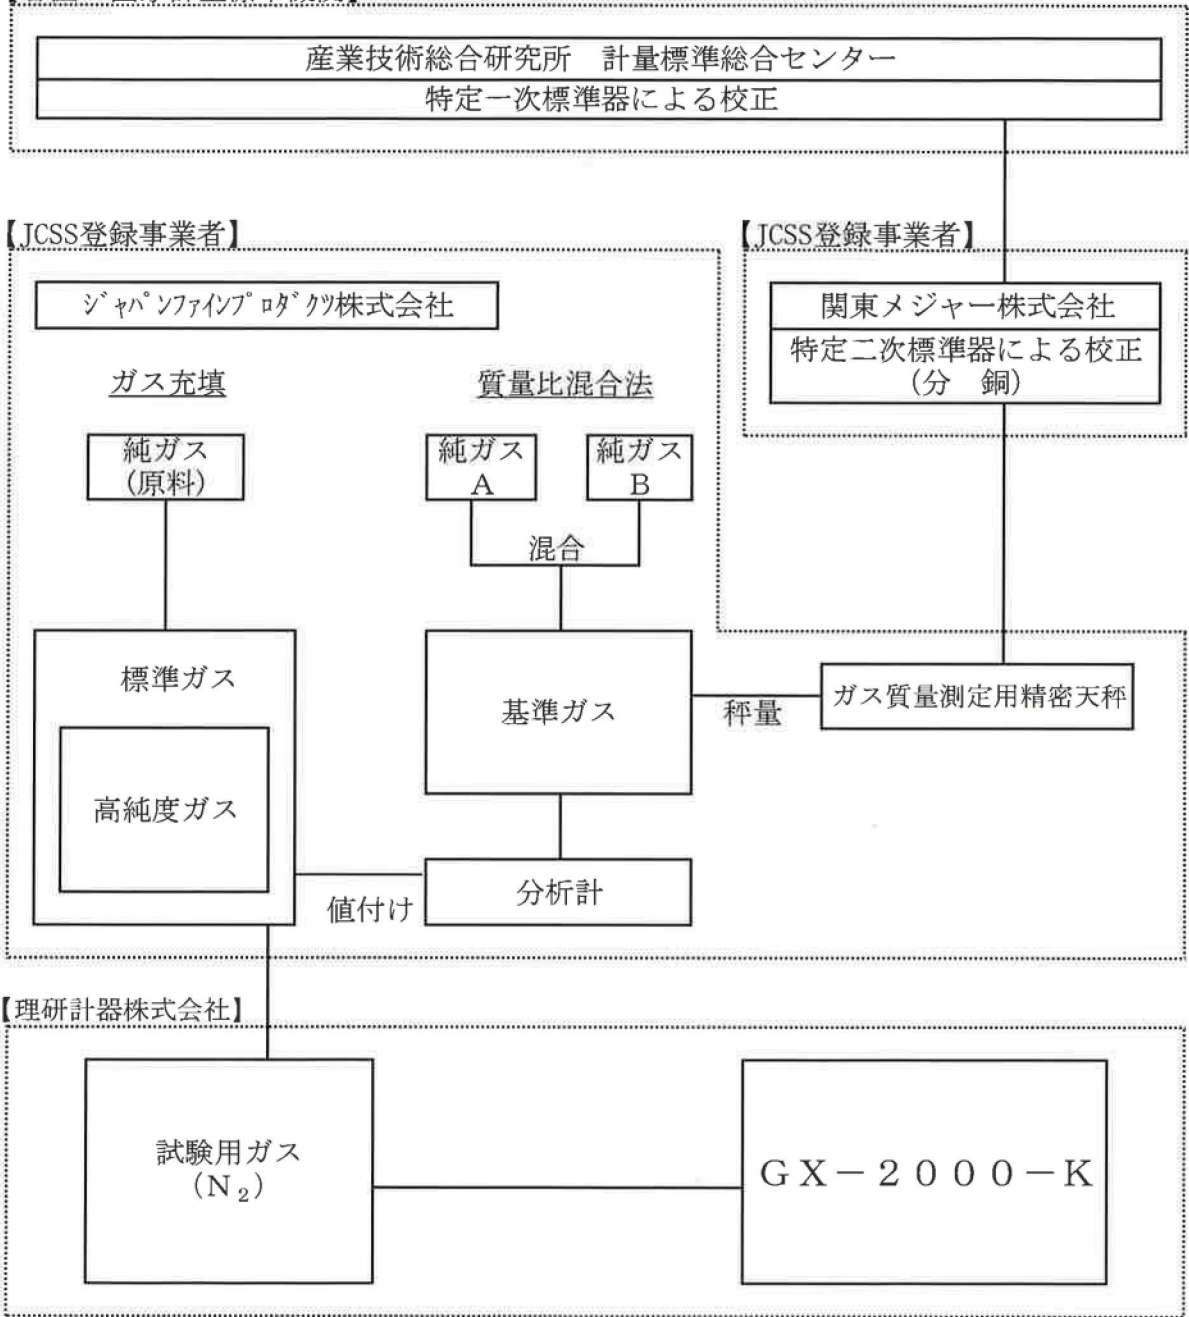 産業技術総合研究所 計量標準総合センター
特定一次標準器による校正
【JCSS登録事業者】
ジャパンファインプロダクツ株式会社
【JCSS登録事業者】
関東メジャー株式会社
特定二次標準器による校正
(分 銅)
ガス充填
質量比混合法
純ガス
(原料)
純ガス
A
純ガス
B
混合
標準ガス
高純度ガス
基準ガス
秤量
ガス質量測定用精密天秤
分析計
値付け
【理研計器株式会社】
試験用ガス
(N₂)
GX-2000-K